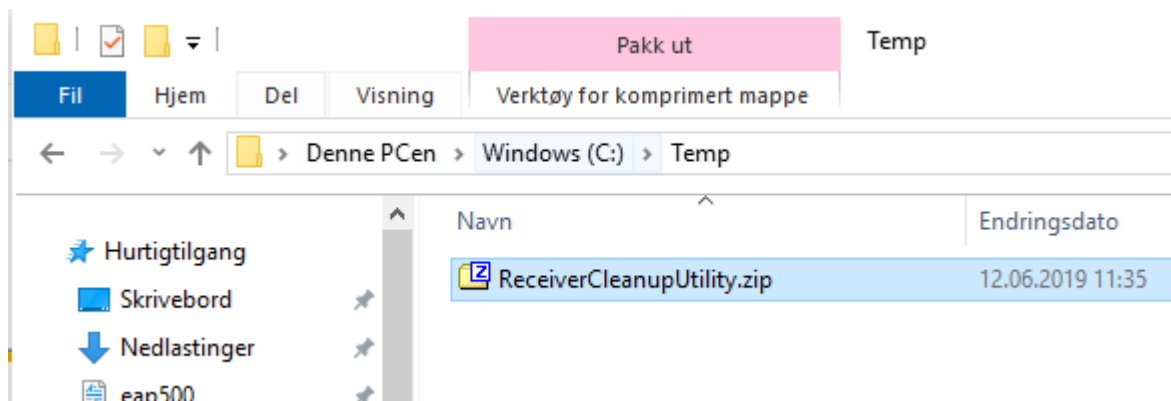 Pakk ut
Temp
Fil Hjem Del Visning Verktøy for komprimert mappe
Denne PCen Windows (C:) Temp
Navn Endringsdato
Hurtigtilgang
ReceiverCleanupUtility.zip 12.06.2019 11:35
Skrivebord
Nedlastinger
eap500